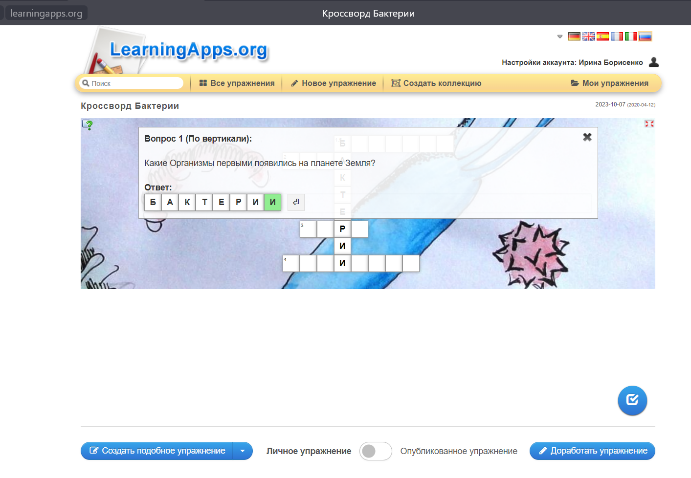 learningapps.org
Кроссворд Бактерии
LearningApps.org
Настройки аккаунта: Ирина Борисенко
Поиск
Все упражнения
Новое упражнение
Создать коллекцию
Мои упражнения
Кроссворд Бактерии
2023-10-07 (2020-04-12)
Вопрос 1 (По вертикали):
Какие Организмы первыми появились на планете Земля?
Ответ:
Б А К Т Е Р И И
Б
К
Т
Е
3 Р
И
4 И
Создать подобное упражнение
Личное упражнение
Опубликованное упражнение
Доработать упражнение